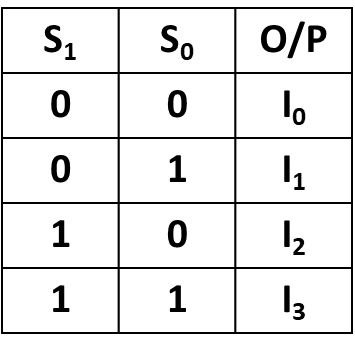 S₁ S₀ O/P
0 0 I₀
0 1 I₁
1 0 I₂
1 1 I₃